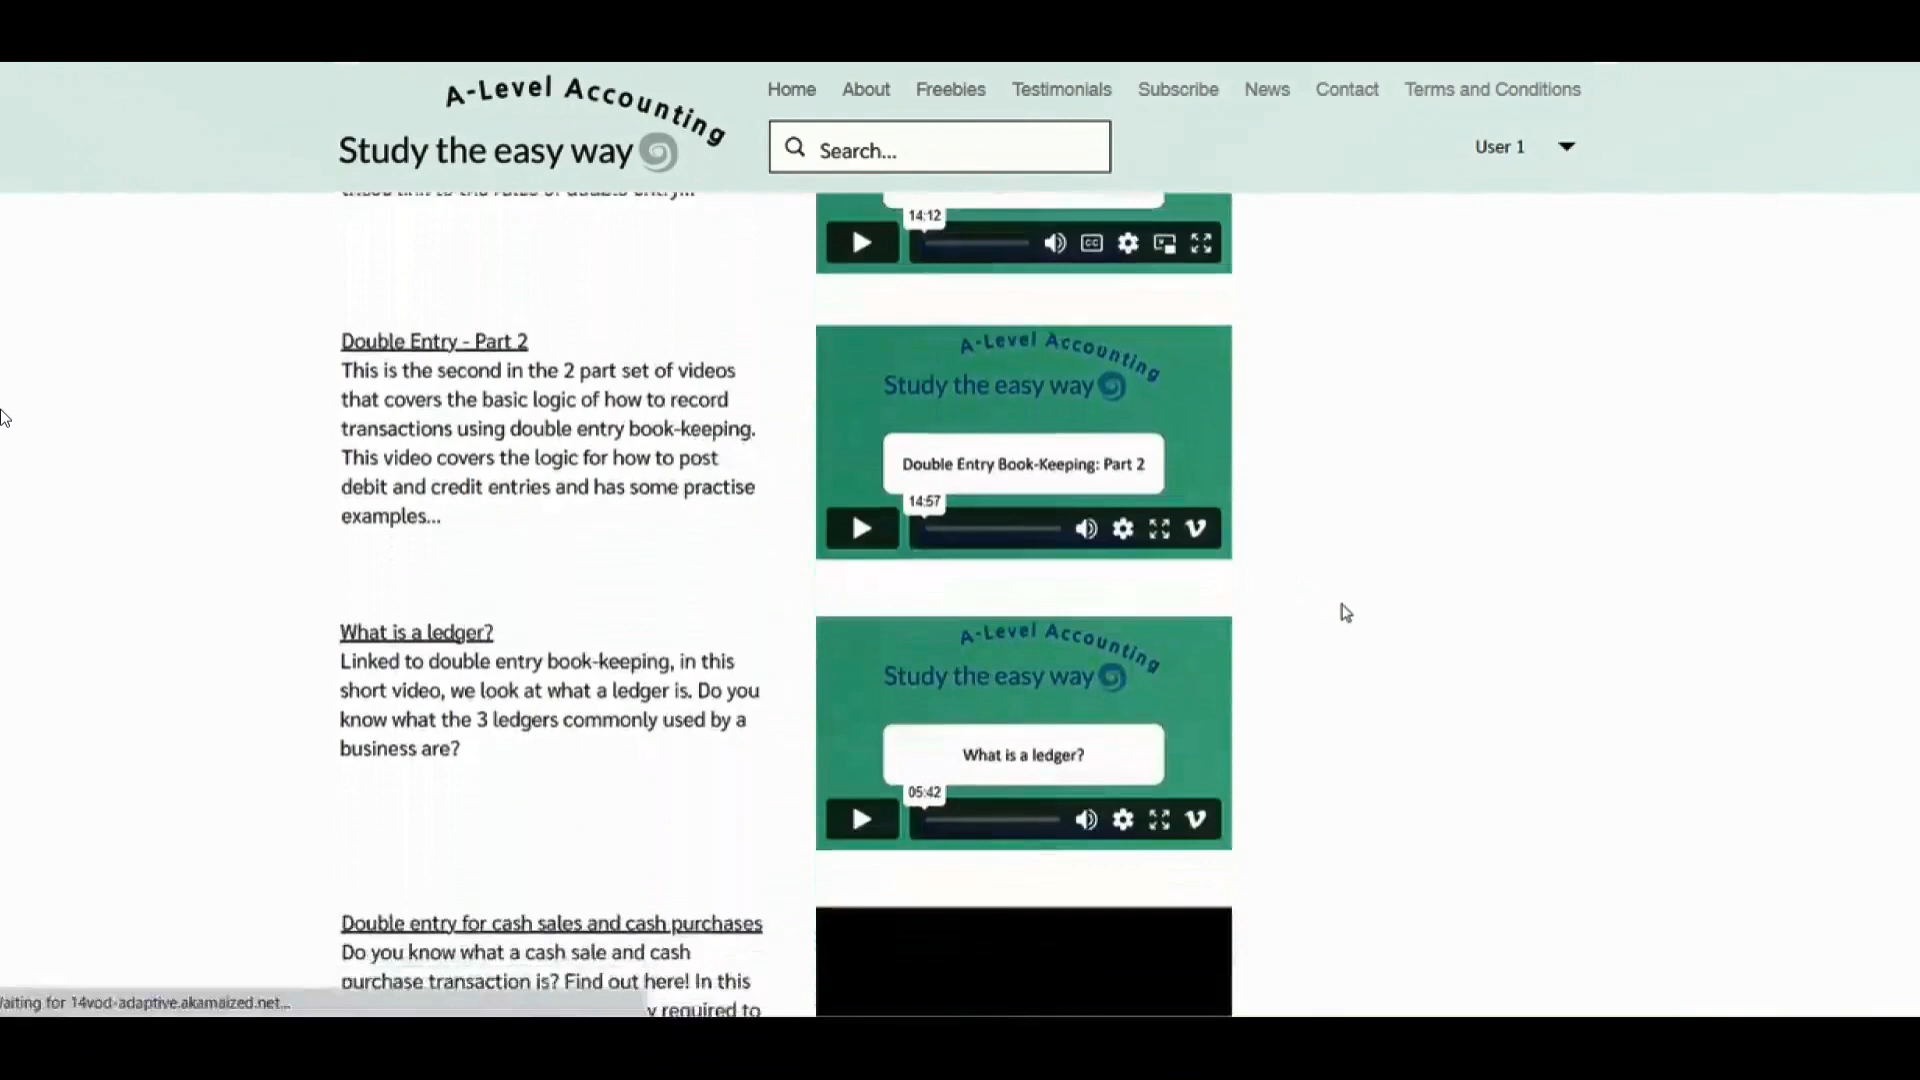 A-Level Accounting
Study the easy way
Home About Freebies Testimonials Subscribe News Contact Terms and Conditions
Search...
User 1
14:12
CC
Double Entry - Part 2
This is the second in the 2 part set of videos
that covers the basic logic of how to record
transactions using double entry book-keeping.
This video covers the logic for how to post
debit and credit entries and has some practise
examples...
A-Level Accounting
Study the easy way
Double Entry Book-Keeping: Part 2
14:57
What is a ledger?
Linked to double entry book-keeping, in this
short video, we look at what a ledger is. Do you
know what the 3 ledgers commonly used by a
business are?
A-Level Accounting
Study the easy way
What is a ledger?
05:42
Double entry for cash sales and cash purchases
Do you know what a cash sale and cash
purchase transaction is? Find out here! In this
required to
aiting for 14vod-adaptive.akamaized.net...